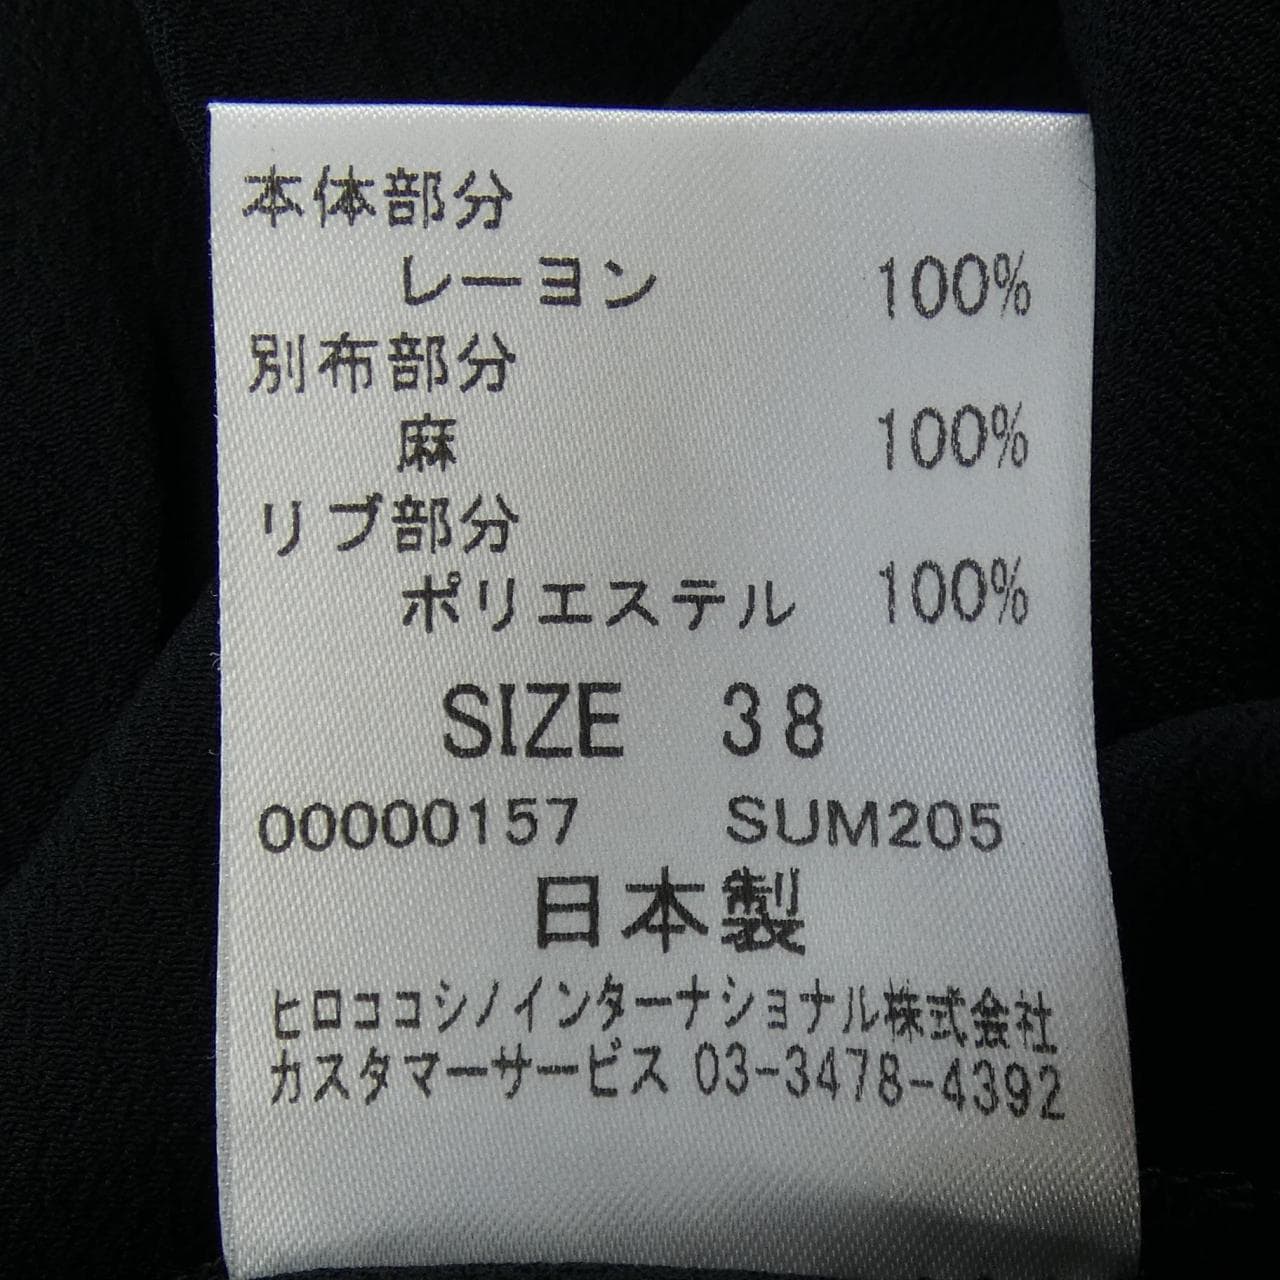 本体部分
レーヨン 100%
別布部分
麻 100%
リブ部分
ポリエステル 100%
SIZE 38
00000157 SUM205
日本製
ヒロココシノインターナショナル株式会社
カスタマーサービス 03-3478-4392